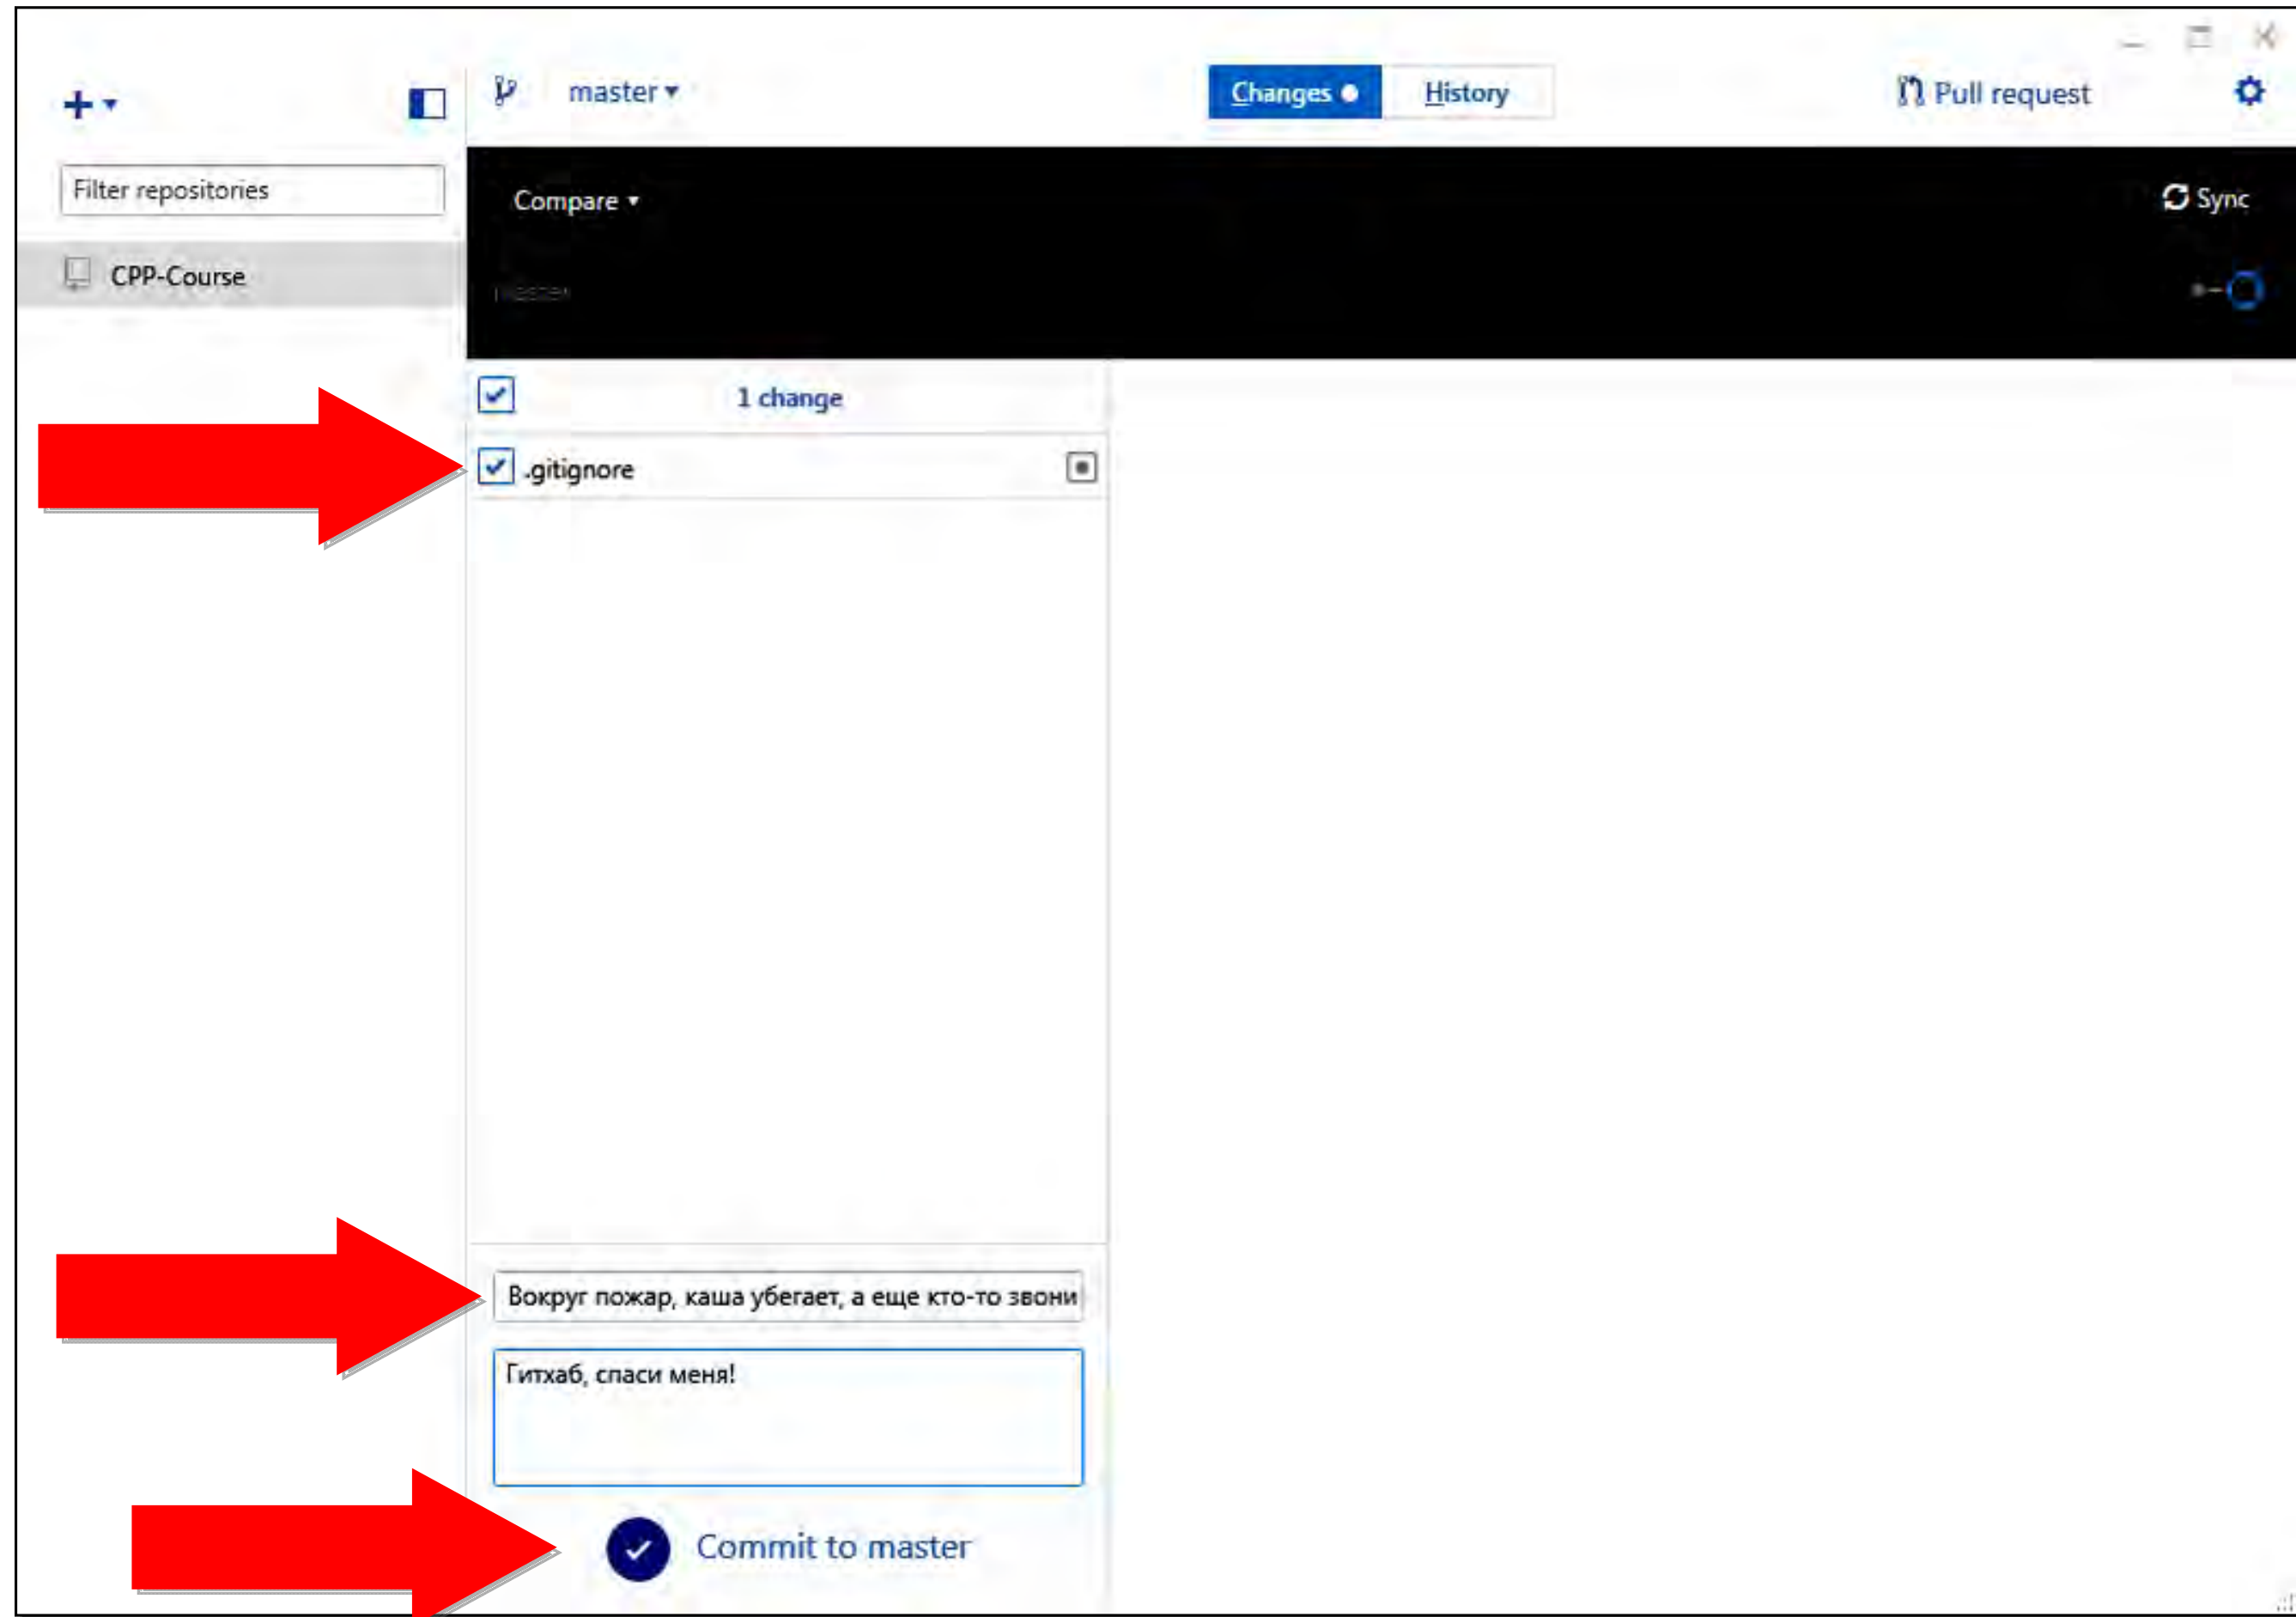 master
Changes
History
Pull request
Filter repositories
Compare
Sync
CPP-Course
master
1 change
.gitignore
Вокруг пожар, каша убегает, а еще кто-то звони
Гитхаб, спаси меня!
Commit to master